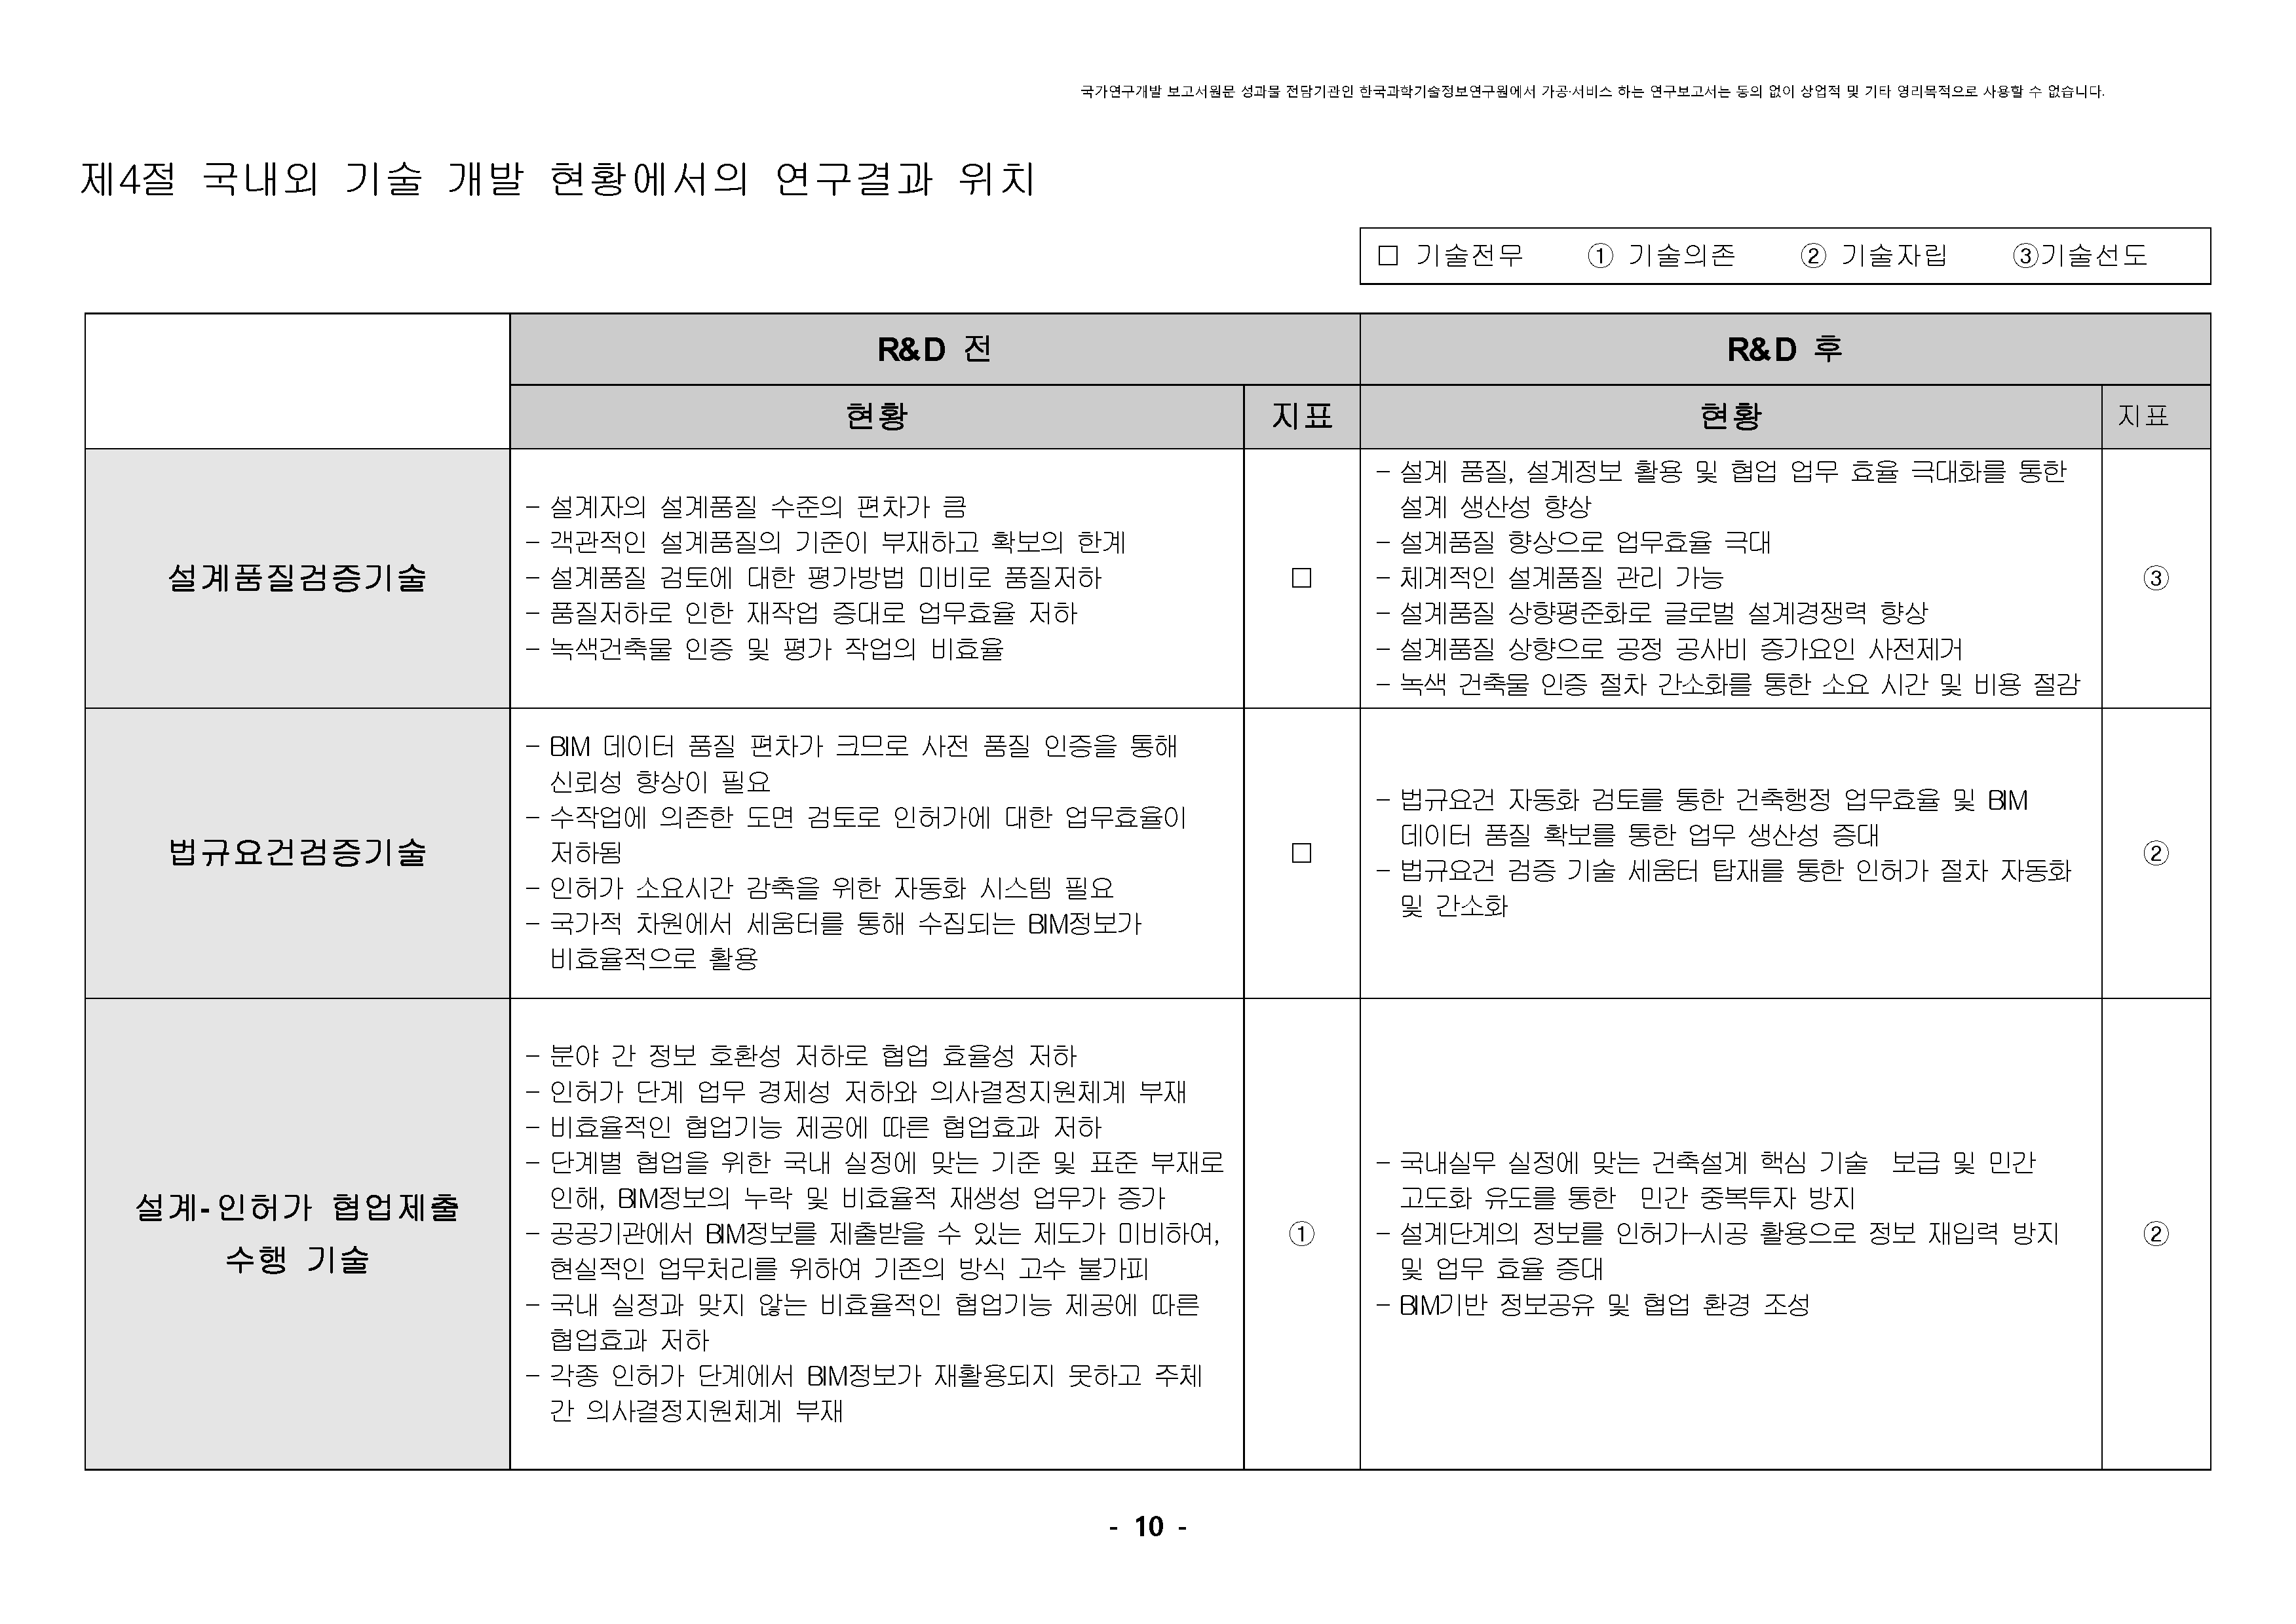 국가연구개발 보고서원문 성과물 전담기관인 한국과학기술정보연구원에서 가공·서비스 하는 연구보고서는 동의 없이 상업적 및 기타 영리목적으로 사용할 수 없습니다.
제4절 국내외 기술 개발 현황에서의 연구결과 위치
□ 기술전무 ① 기술의존 ② 기술자립 ③기술선도
R&D 전 R&D 후
현황 지표 현황 지표
설계품질검증기술
- 설계자의 설계품질 수준의 편차가 큼
- 객관적인 설계품질의 기준이 부재하고 확보의 한계
- 설계품질 검토에 대한 평가방법 미비로 품질저하
- 품질저하로 인한 재작업 증대로 업무효율 저하
- 녹색건축물 인증 및 평가 작업의 비효율
□
- 설계 품질, 설계정보 활용 및 협업 업무 효율 극대화를 통한
설계 생산성 향상
- 설계품질 향상으로 업무효율 극대
- 체계적인 설계품질 관리 가능
- 설계품질 상향평준화로 글로벌 설계경쟁력 향상
- 설계품질 상향으로 공정 공사비 증가요인 사전제거
- 녹색 건축물 인증 절차 간소화를 통한 소요 시간 및 비용 절감
③
법규요건검증기술
- BIM 데이터 품질 편차가 크므로 사전 품질 인증을 통해
신뢰성 향상이 필요
- 수작업에 의존한 도면 검토로 인허가에 대한 업무효율이
저하됨
- 인허가 소요시간 감축을 위한 자동화 시스템 필요
- 국가적 차원에서 세움터를 통해 수집되는 BIM정보가
비효율적으로 활용
□
- 법규요건 자동화 검토를 통한 건축행정 업무효율 및 BIM
데이터 품질 확보를 통한 업무 생산성 증대
- 법규요건 검증 기술 세움터 탑재를 통한 인허가 절차 자동화
및 간소화
②
설계-인허가 협업제출
수행 기술
- 분야 간 정보 호환성 저하로 협업 효율성 저하
- 인허가 단계 업무 경제성 저하와 의사결정지원체계 부재
- 비효율적인 협업기능 제공에 따른 협업효과 저하
- 단계별 협업을 위한 국내 실정에 맞는 기준 및 표준 부재로
인해, BIM정보의 누락 및 비효율적 재생성 업무가 증가
- 공공기관에서 BIM정보를 제출받을 수 있는 제도가 미비하여,
현실적인 업무처리를 위하여 기존의 방식 고수 불가피
- 국내 실정과 맞지 않는 비효율적인 협업기능 제공에 따른
협업효과 저하
- 각종 인허가 단계에서 BIM정보가 재활용되지 못하고 주체
간 의사결정지원체계 부재
①
- 국내실무 실정에 맞는 건축설계 핵심 기술 보급 및 민간
고도화 유도를 통한 민간 중복투자 방지
- 설계단계의 정보를 인허가-시공 활용으로 정보 재입력 방지
및 업무 효율 증대
- BIM기반 정보공유 및 협업 환경 조성
②
- 10 -